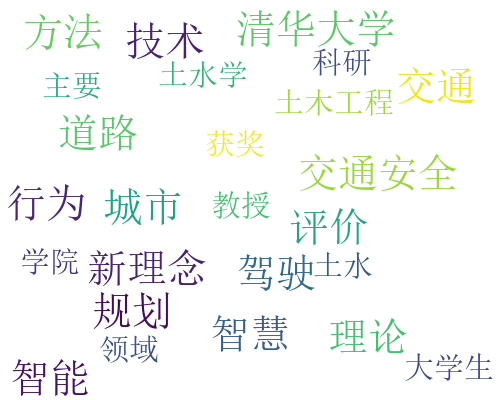 方法 技术 清华大学
主要 土水学 科研
土木工程 交通
道路 获奖
交通安全
行为 城市 教授 评价
学院 新理念 驾驶 土水
规划 智慧 理论
领域
智能 大学生